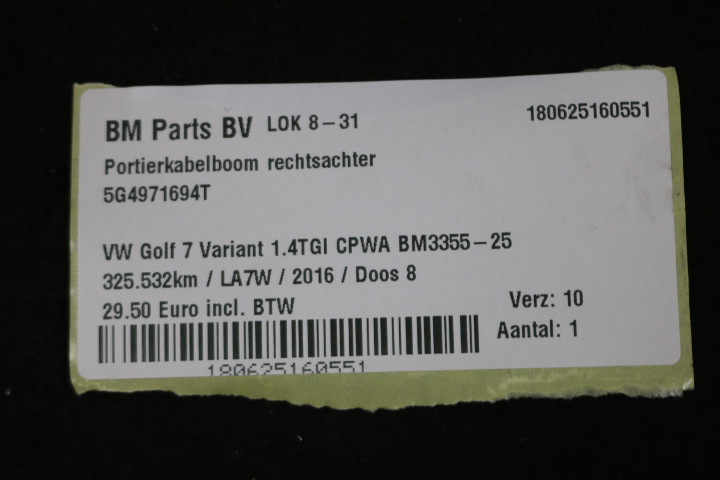 BM Parts BV LOK 8-31 180625160551
Portierkabelboom rechtsachter
5G4971694T
VW Golf 7 Variant 1.4TGI CPWA BM3355-25
325.532km / LA7W / 2016 / Doos 8
29.50 Euro incl. BTW Verz: 10
Aantal: 1
180625160551